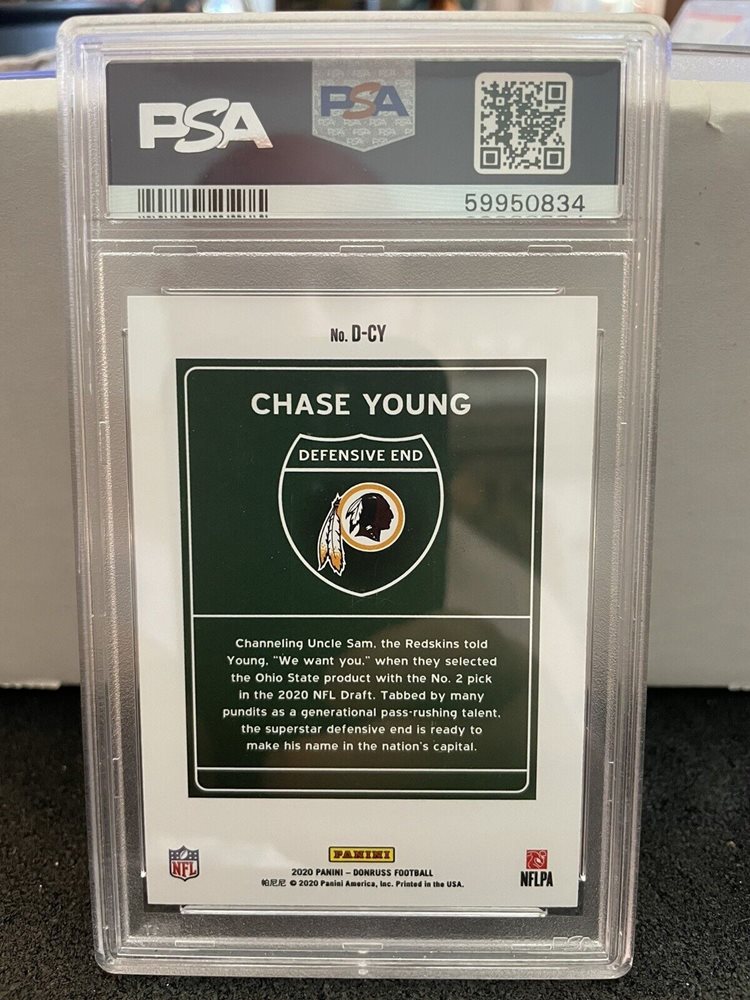 PSA PSA
59950834
No. D-CY
CHASE YOUNG
DEFENSIVE END
Channeling Uncle Sam, the Redskins told
Young, "We want you," when they selected
the Ohio State product with the No. 2 pick
in the 2020 NFL Draft. Tabbed by many
pundits as a generational pass-rushing talent,
the superstar defensive end is ready to
make his name in the nation's capital.
NFL
PANINI
NFLPA
2020 PANINI – DONRUSS FOOTBALL
帕尼尼 © 2020 Panini America, Inc. Printed in the USA.